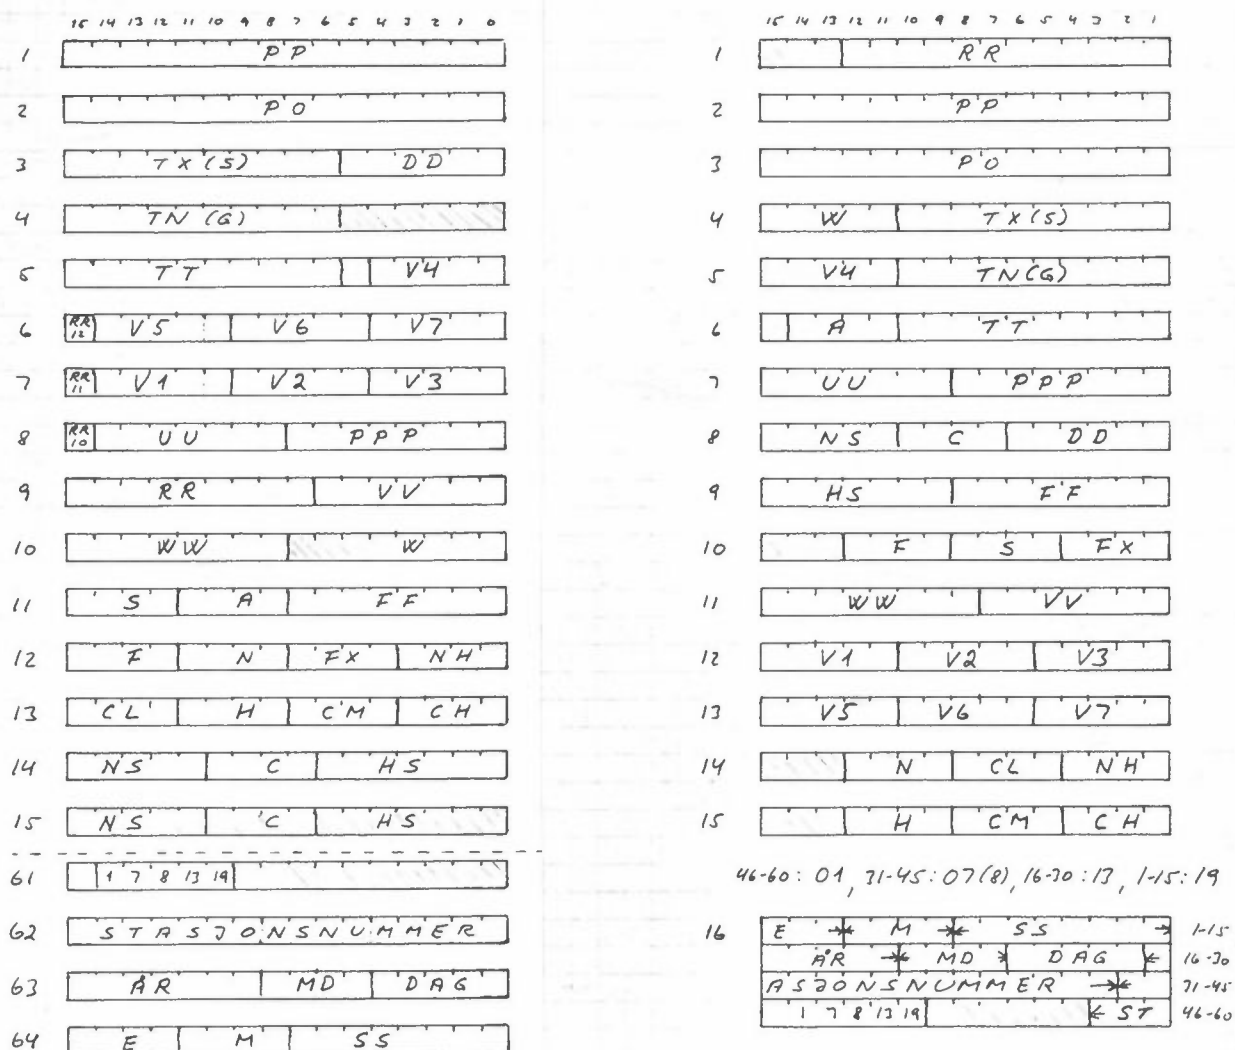 15 14 13 12 11 10 9 8 7 6 5 4 3 2 1 0
1 PP
2 PO
3 TX(S) DD
4 TN(G)
5 TT V4
6 RR 12 V5 V6 V7
7 RR 11 V1 V2 V3
8 RR 10 UU PPP
9 RR VV
10 WW W
11 S A FF
12 F N FX NH
13 CL H CM CH
14 NS C HS
15 NS C HS
61 1 7 8 13 19
62 STASJONSNUMMER
63 ÅR MD DAG
64 E M SS
15 14 13 12 11 10 9 8 7 6 5 4 3 2 1
1 RR
2 PP
3 PO
4 W TX(S)
5 V4 TN(G)
6 A TT
7 UU PPP
8 NS C DD
9 HS FF
10 F S FX
11 WW VV
12 V1 V2 V3
13 V5 V6 V7
14 N CL NH
15 H CM CH
46-60: 01, 31-45: 07(8), 16-30: 13, 1-15: 19
16 E M SS 1-15
ÅR MD DAG 16-30
ASJONSNUMMER 31-45
1 7 8 13 19 ST 46-60